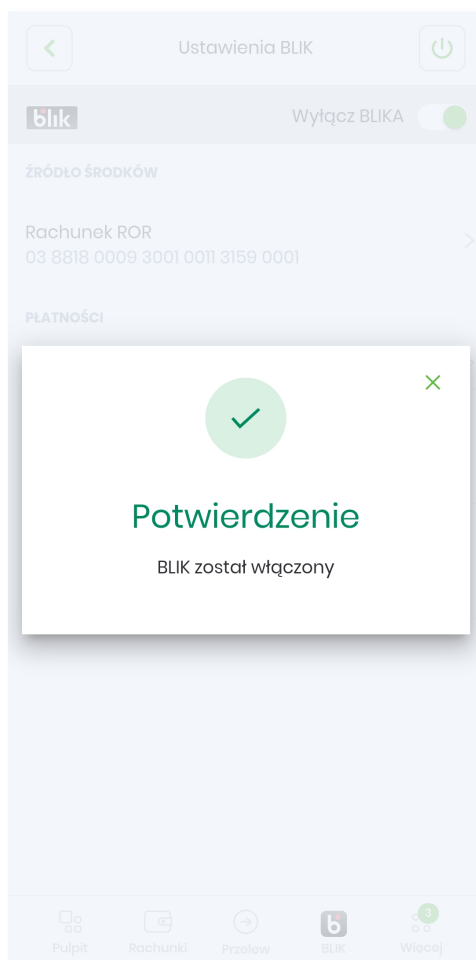 Ustawienia BLIK
blik
Wyłącz BLIKA
ŹRÓDŁO ŚRODKÓW
Rachunek ROR
03 8818 0009 3001 0011 3159 0001
PŁATNOŚCI
Potwierdzenie
BLIK został włączony
3
Pulpit
Rachunki
Przelew
BLIK
Więcej